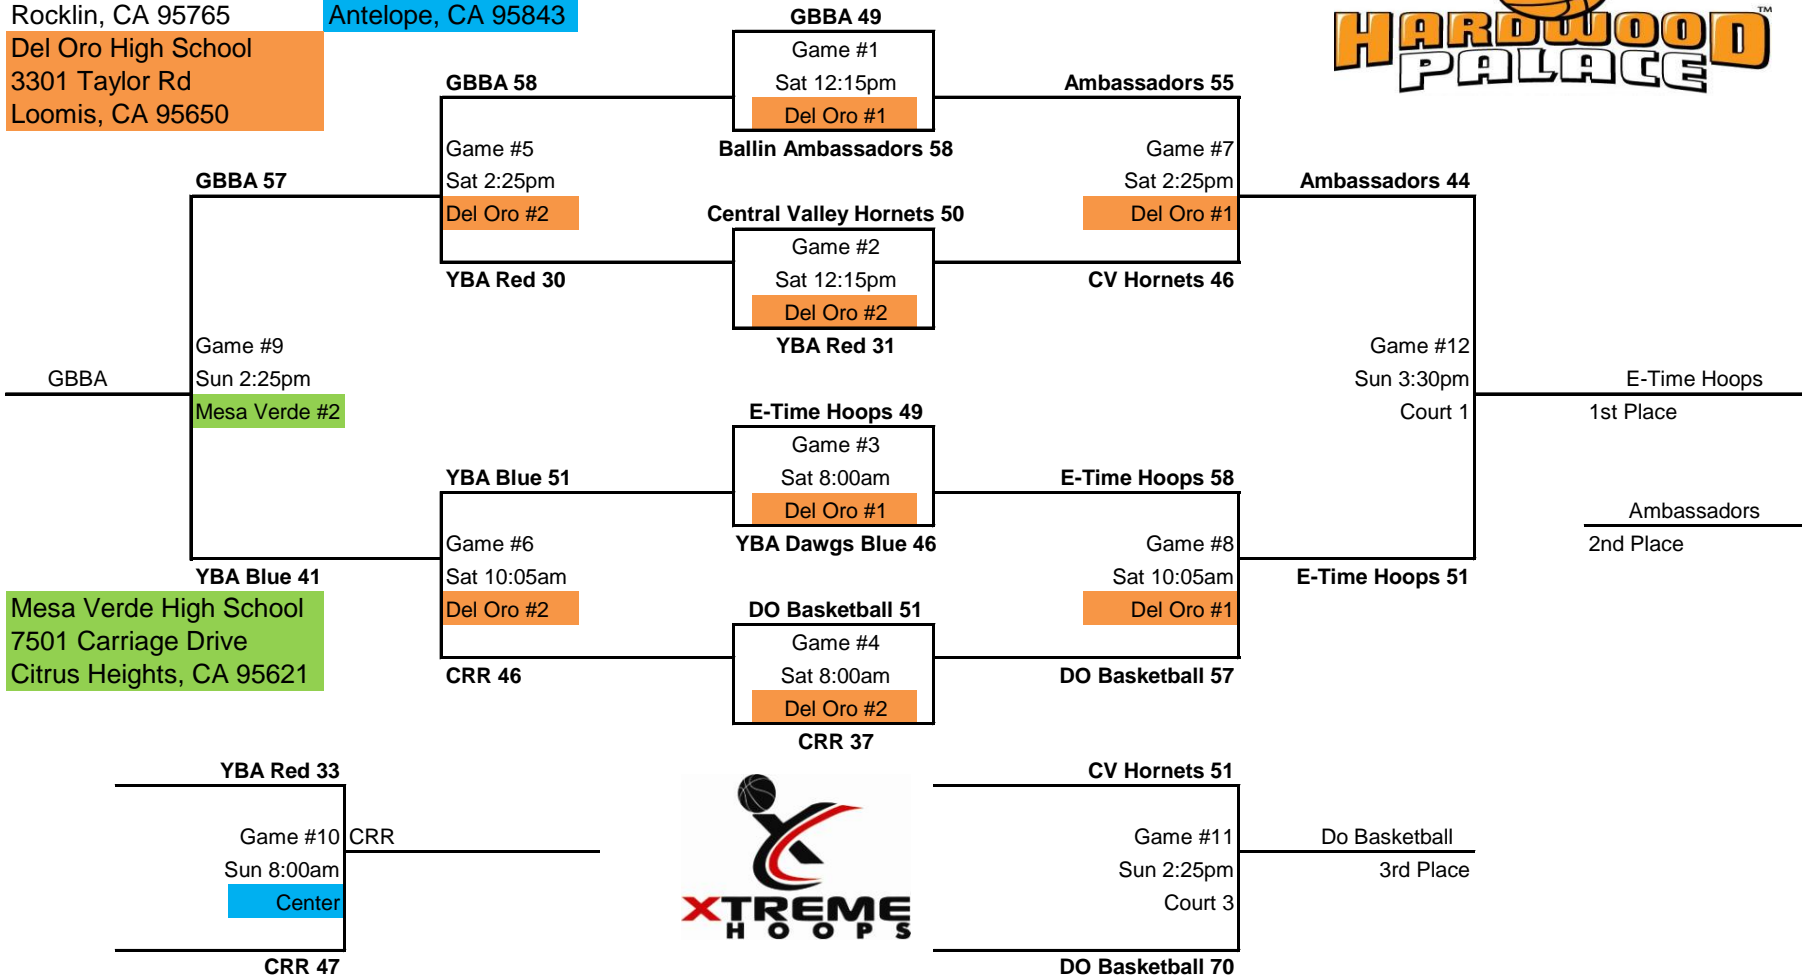 Rocklin, CA 95765
Antelope, CA 95843
GBBA 49
HARDWOOD
PALACE
TM
Del Oro High School
3301 Taylor Rd
Loomis, CA 95650
Game #1
Sat 12:15pm
Del Oro #1
Ballin Ambassadors 58
GBBA 58
Ambassadors 55
Game #5
Sat 2:25pm
Del Oro #2
Game #7
Sat 2:25pm
Del Oro #1
GBBA 57
Ambassadors 44
Central Valley Hornets 50
Game #2
Sat 12:15pm
Del Oro #2
YBA Red 31
YBA Red 30
CV Hornets 46
Game #9
Sun 2:25pm
Mesa Verde #2
GBBA
Game #12
Sun 3:30pm
Court 1
E-Time Hoops
1st Place
E-Time Hoops 49
Game #3
Sat 8:00am
Del Oro #1
YBA Dawgs Blue 46
YBA Blue 51
E-Time Hoops 58
Ambassadors
2nd Place
Game #6
Sat 10:05am
Del Oro #2
Game #8
Sat 10:05am
Del Oro #1
YBA Blue 41
E-Time Hoops 51
Mesa Verde High School
7501 Carriage Drive
Citrus Heights, CA 95621
DO Basketball 51
Game #4
Sat 8:00am
Del Oro #2
CRR 37
CRR 46
DO Basketball 57
YBA Red 33
Game #10
Sun 8:00am
Center
CRR
CRR 47
XTREME
HOOPS
CV Hornets 51
Game #11
Sun 2:25pm
Court 3
Do Basketball
3rd Place
DO Basketball 70